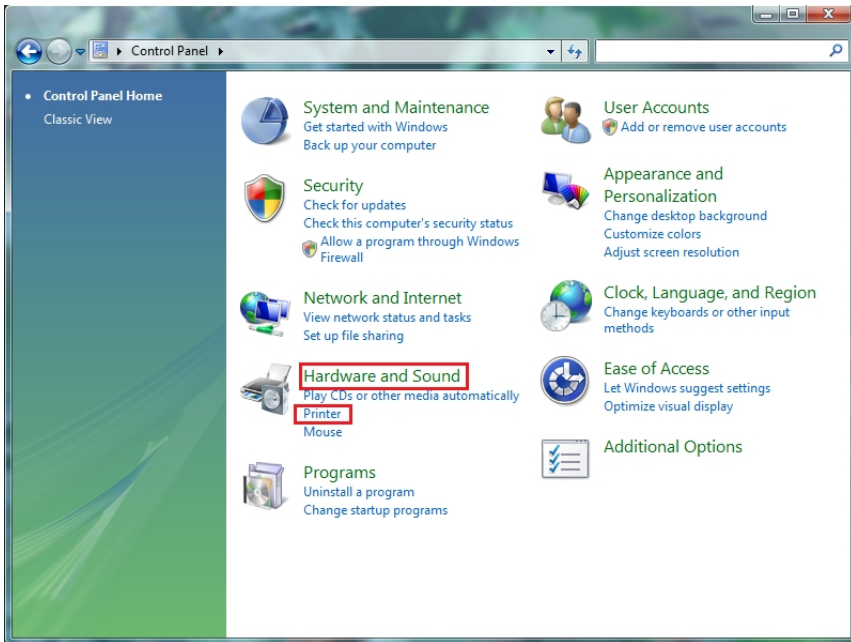 Control Panel
Control Panel Home
Classic View
System and Maintenance
Get started with Windows
Back up your computer
Security
Check for updates
Check this computer's security status
Allow a program through Windows
Firewall
Network and Internet
View network status and tasks
Set up file sharing
Hardware and Sound
Play CDs or other media automatically
Printer
Mouse
Programs
Uninstall a program
Change startup programs
User Accounts
Add or remove user accounts
Appearance and
Personalization
Change desktop background
Customize colors
Adjust screen resolution
Clock, Language, and Region
Change keyboards or other input
methods
Ease of Access
Let Windows suggest settings
Optimize visual display
Additional Options